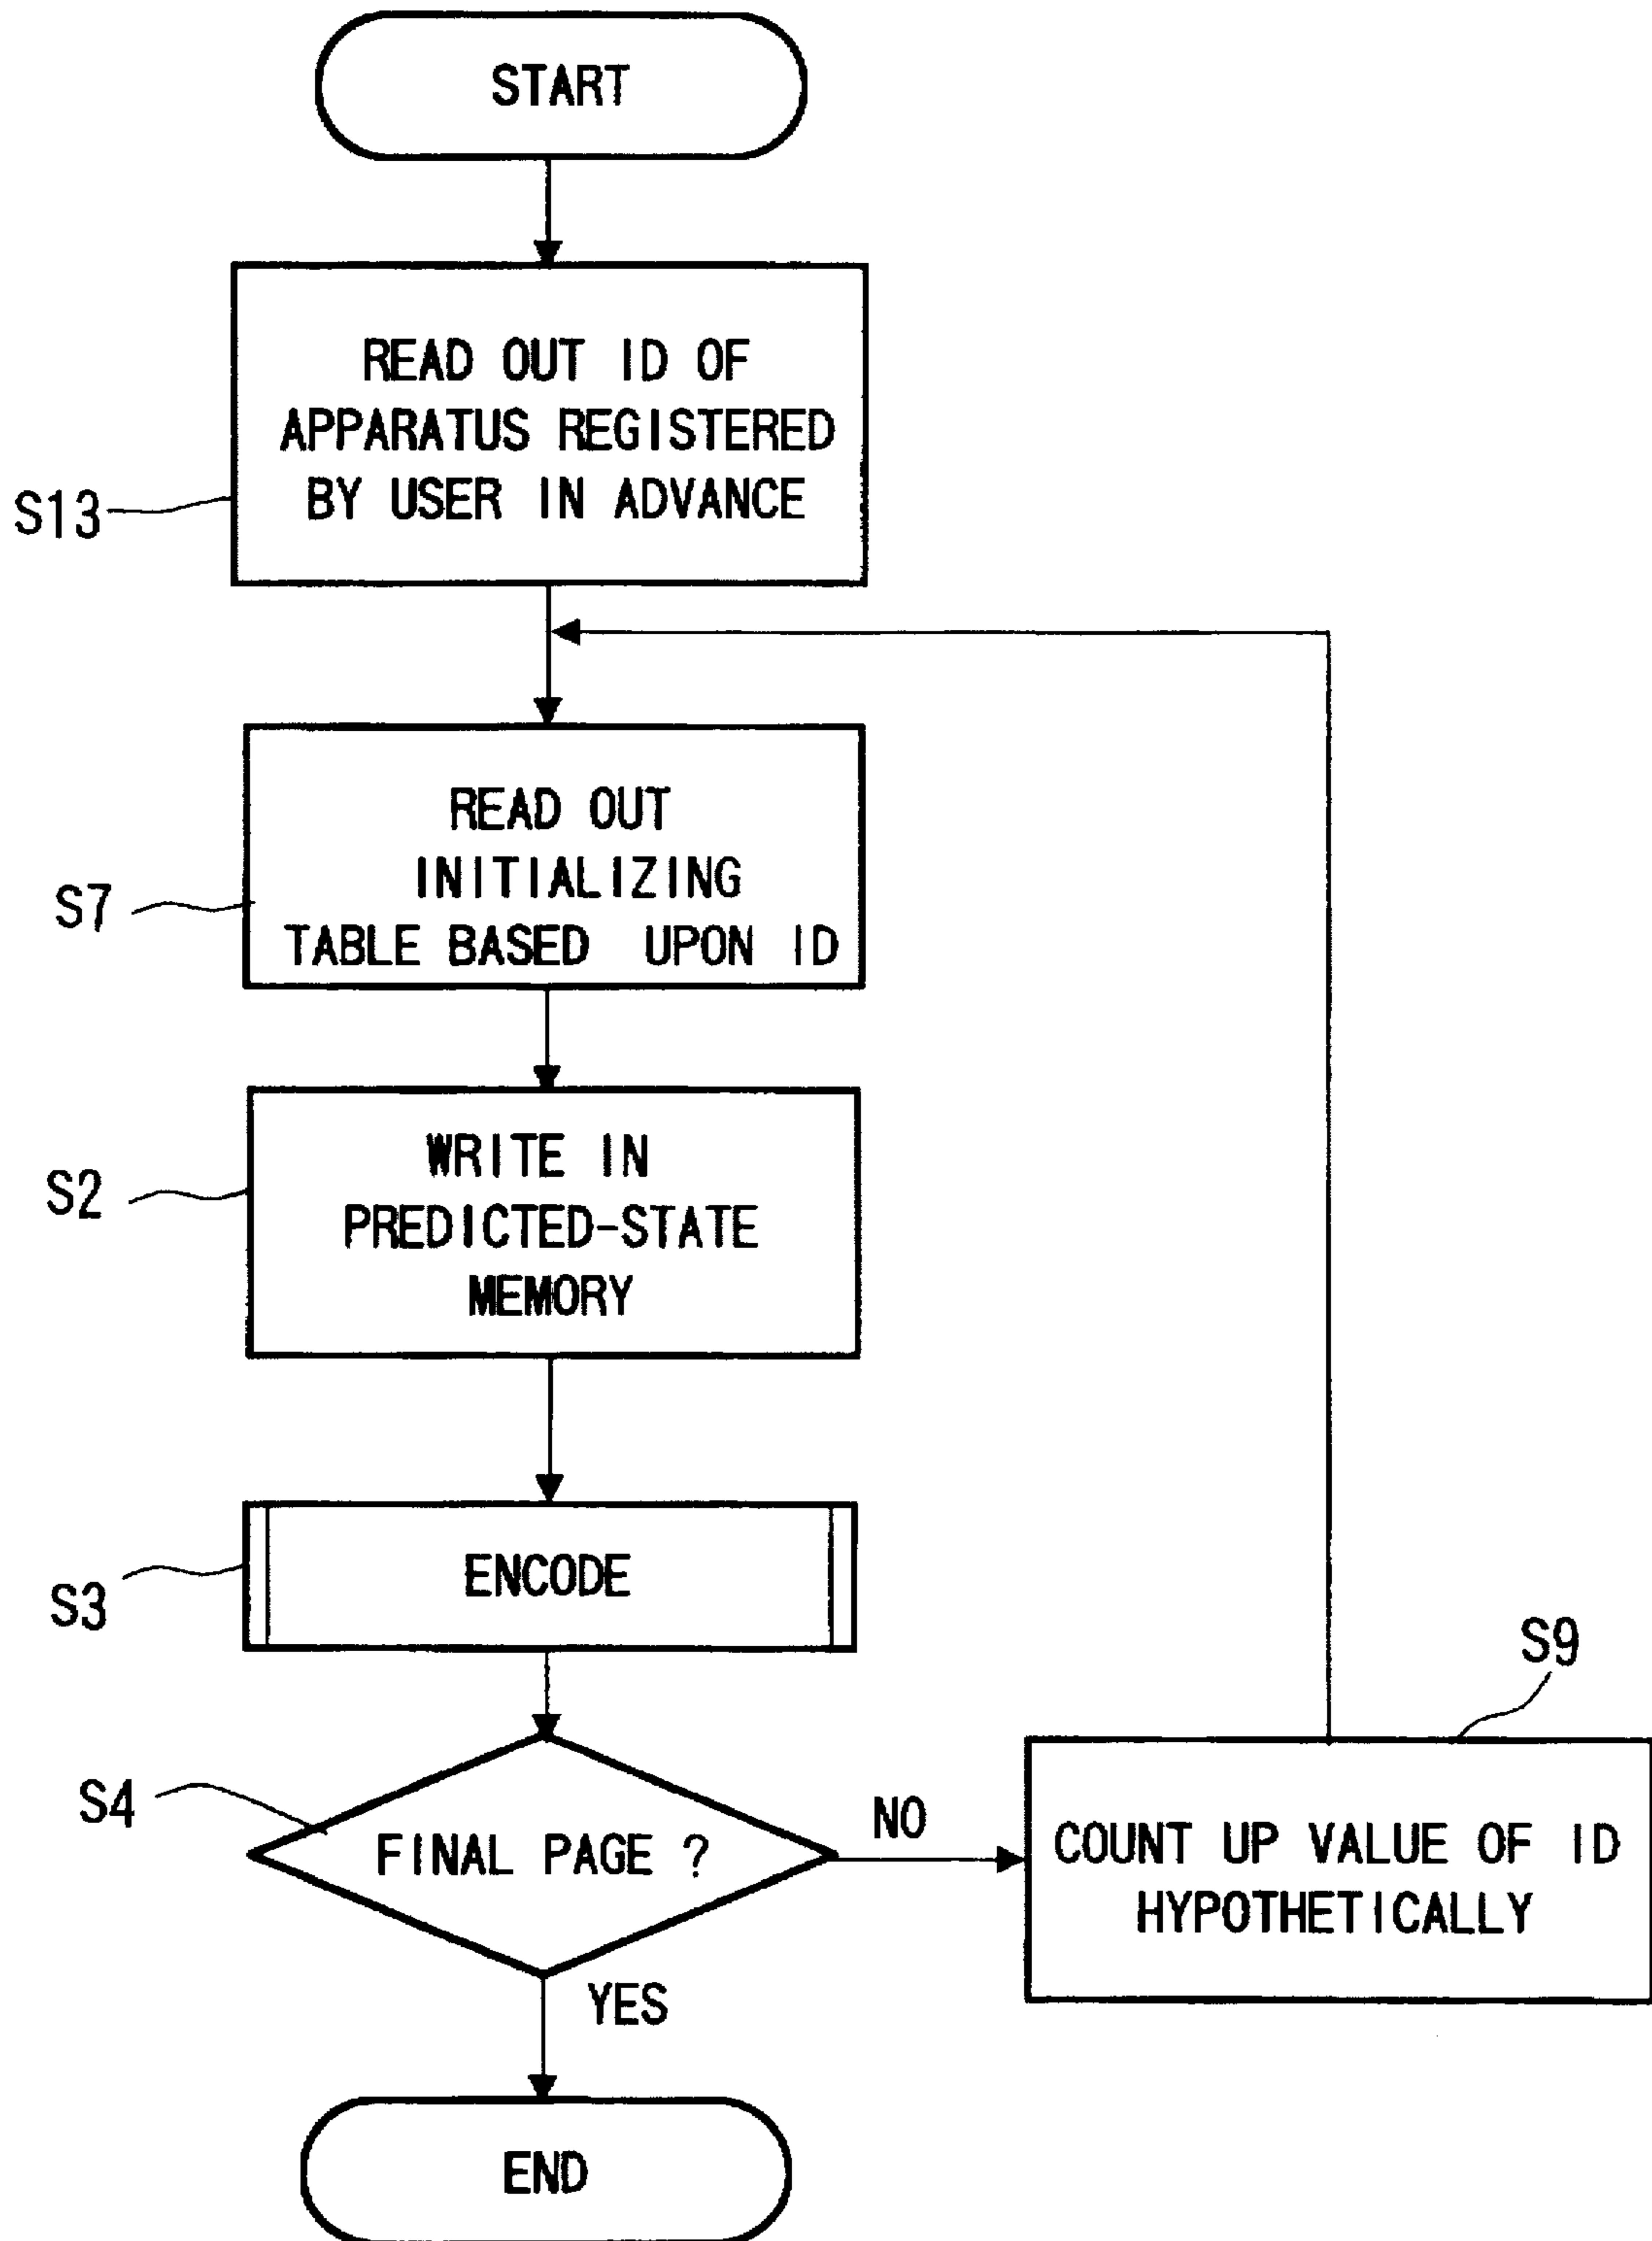 START
READ OUT ID OF
APPARATUS REGISTERED
BY USER IN ADVANCE
S13
READ OUT
INITIALIZING
TABLE BASED UPON ID
S7
WRITE IN
PREDICTED-STATE
MEMORY
S2
ENCODE
S3
S9
S4
FINAL PAGE ?
NO
COUNT UP VALUE OF ID
HYPOTHETICALLY
YES
END